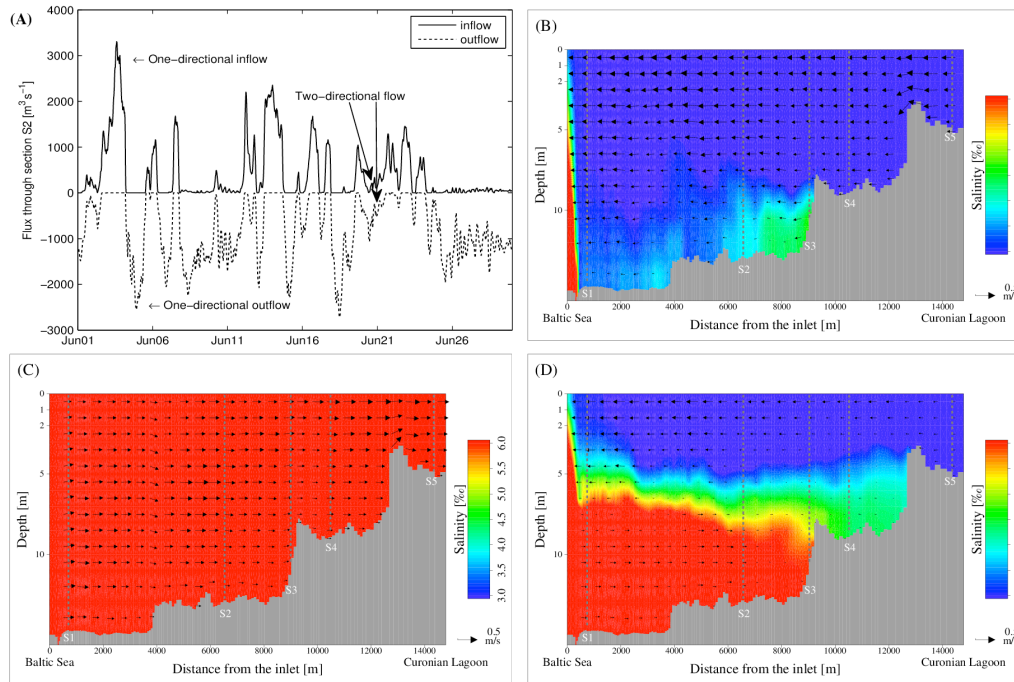 (A)
4000
3000
2000
1000
0
−1000
−2000
−3000
Flux through section S2 [m³ s⁻¹]
inflow
outflow
← One-directional inflow
Two-directional flow
← One-directional outflow
Jun01 Jun06 Jun11 Jun16 Jun21 Jun26
(B)
0
1
2
5
10
Depth [m]
S1
S2
S3
S4
S5
0 2000 4000 6000 8000 10000 12000 14000
Baltic Sea Distance from the inlet [m] Curonian Lagoon
Salinity [‰]
0.
m/
(C)
0
1
2
5
10
Depth [m]
S1
S2
S3
S4
S5
0 2000 4000 6000 8000 10000 12000 14000
Baltic Sea Distance from the inlet [m] Curonian Lagoon
Salinity [‰]
6.0
5.5
5.0
4.5
4.0
3.5
3.0
0.5
m/s
(D)
0
1
2
5
10
Depth [m]
S1
S2
S3
S4
S5
0 2000 4000 6000 8000 10000 12000 14000
Baltic Sea Distance from the inlet [m] Curonian Lagoon
Salinity [‰]
0.
m/